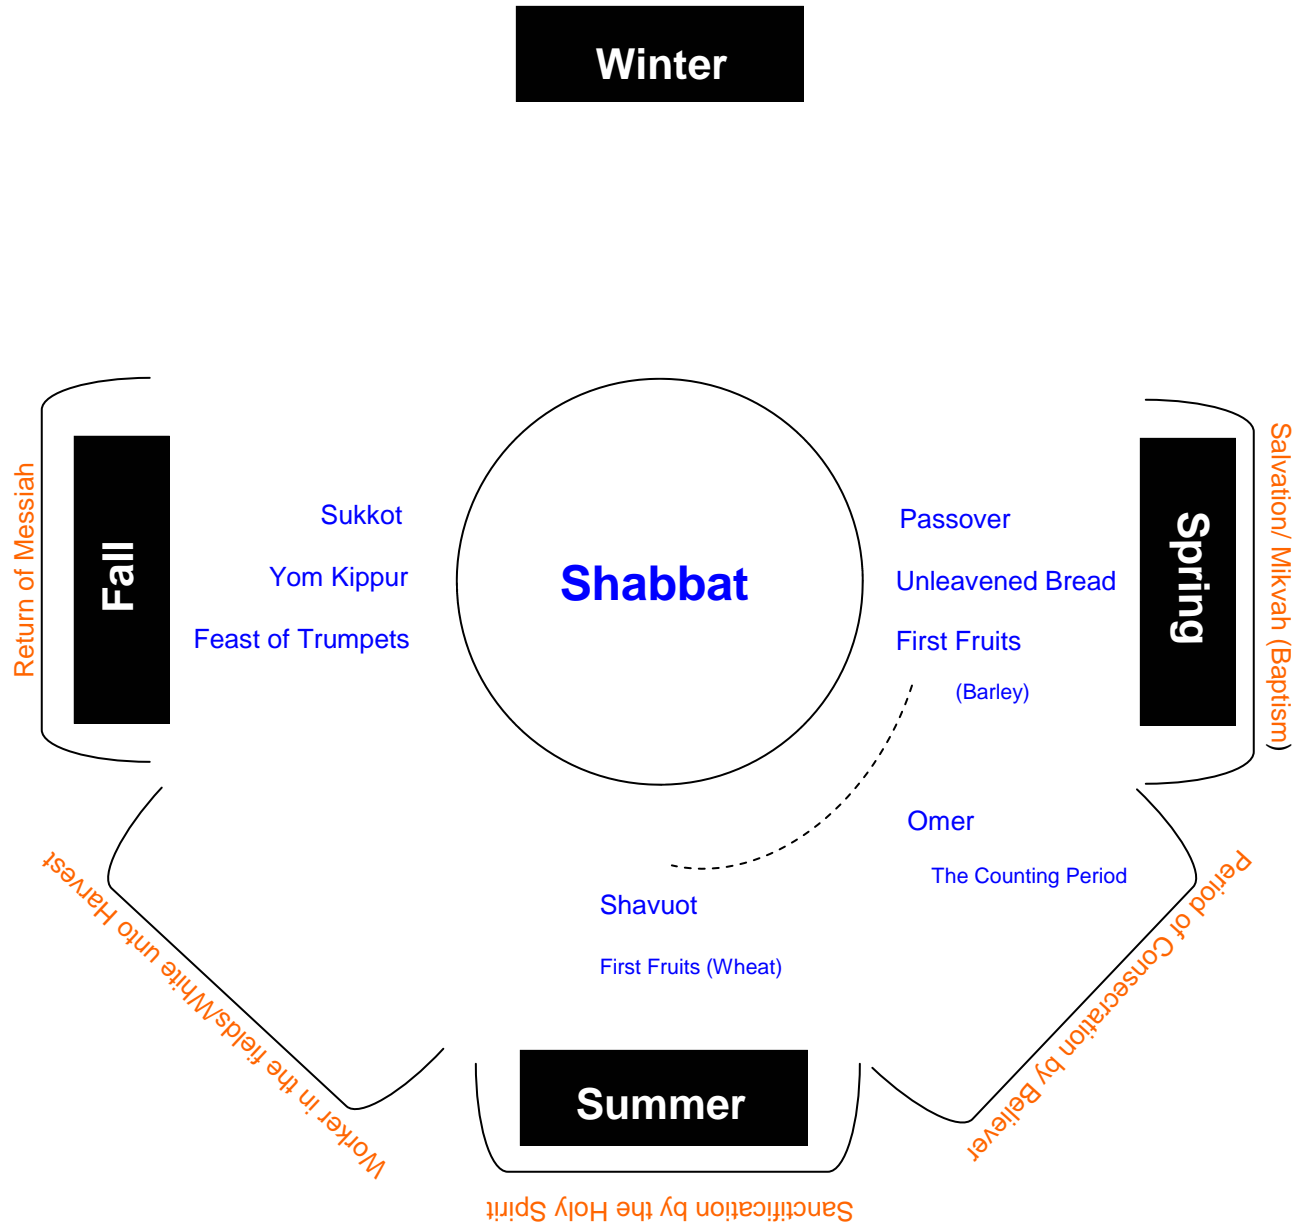 Winter
Return of Messiah
Fall
Sukkot
Yom Kippur
Feast of Trumpets
Shabbat
Passover
Unleavened Bread
First Fruits
(Barley)
Spring
Salvation/ Mikvah (Baptism)
Omer
The Counting Period
Period of Consecration by Believer
Shavuot
First Fruits (Wheat)
Summer
Sanctification by the Holy Spirit
Worker in the fields/White unto Harvest